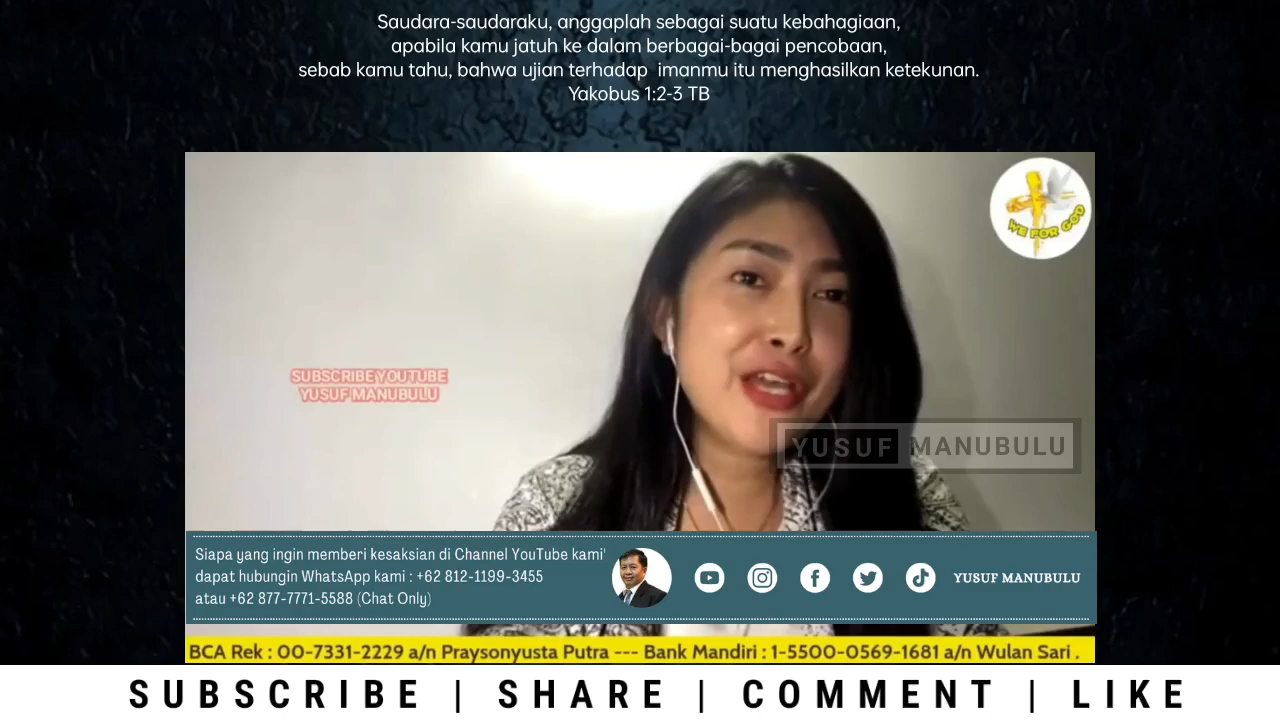 Saudara-saudaraku, anggaplah sebagai suatu kebahagiaan,
apabila kamu jatuh ke dalam berbagai-bagai pencobaan,
sebab kamu tahu, bahwa ujian terhadap  imanmu itu menghasilkan ketekunan.
Yakobus 1:2-3 TB
WE FOR GOD
SUBSCRIBE YOUTUBE
YUSUF MANUBULU
YUSUF MANUBULU
Siapa yang ingin memberi kesaksian di Channel YouTube kami'
dapat hubungin WhatsApp kami : +62 812-1199-3455
atau +62 877-7771-5588 (Chat Only)
YUSUF MANUBULU
BCA Rek : 00-7331-2229 a/n Praysonyusta Putra --- Bank Mandiri : 1-5500-0569-1681 a/n Wulan Sari .
SUBSCRIBE | SHARE | COMMENT | LIKE